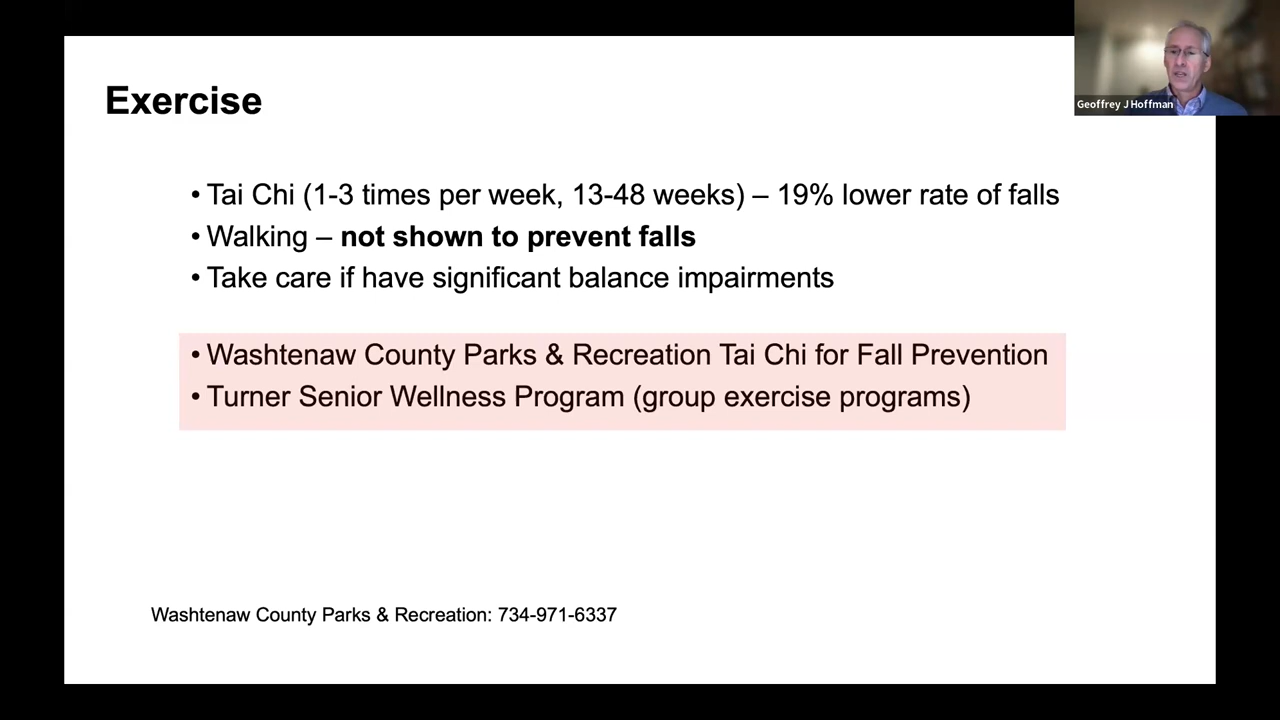 Exercise
Geoffrey J Hoffman
• Tai Chi (1-3 times per week, 13-48 weeks) – 19% lower rate of falls
• Walking – not shown to prevent falls
• Take care if have significant balance impairments
• Washtenaw County Parks & Recreation Tai Chi for Fall Prevention
• Turner Senior Wellness Program (group exercise programs)
Washtenaw County Parks & Recreation: 734-971-6337